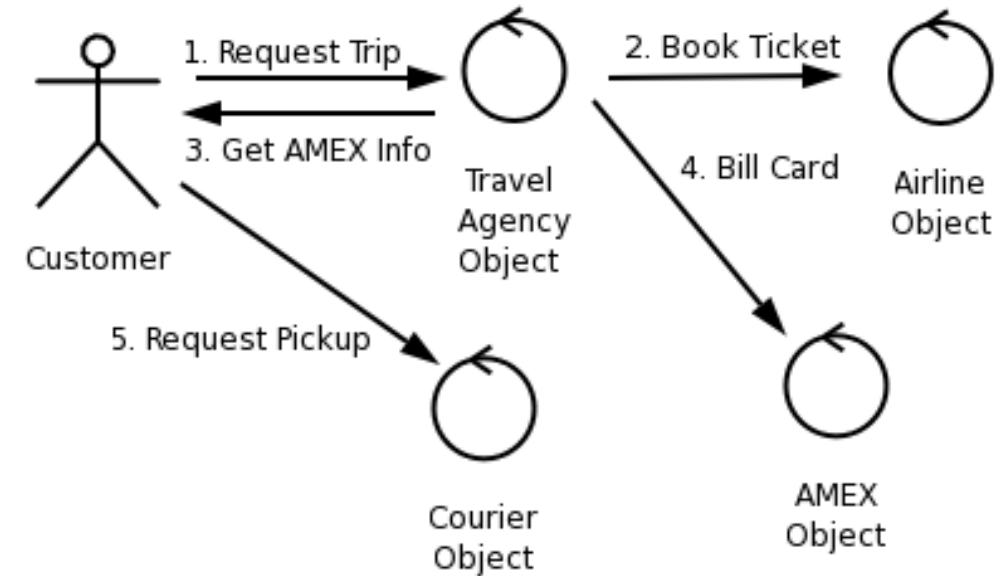 1. Request Trip
2. Book Ticket
3. Get AMEX Info
Travel
Agency
Object
4. Bill Card
Airline
Object
Customer
5. Request Pickup
AMEX
Object
Courier
Object